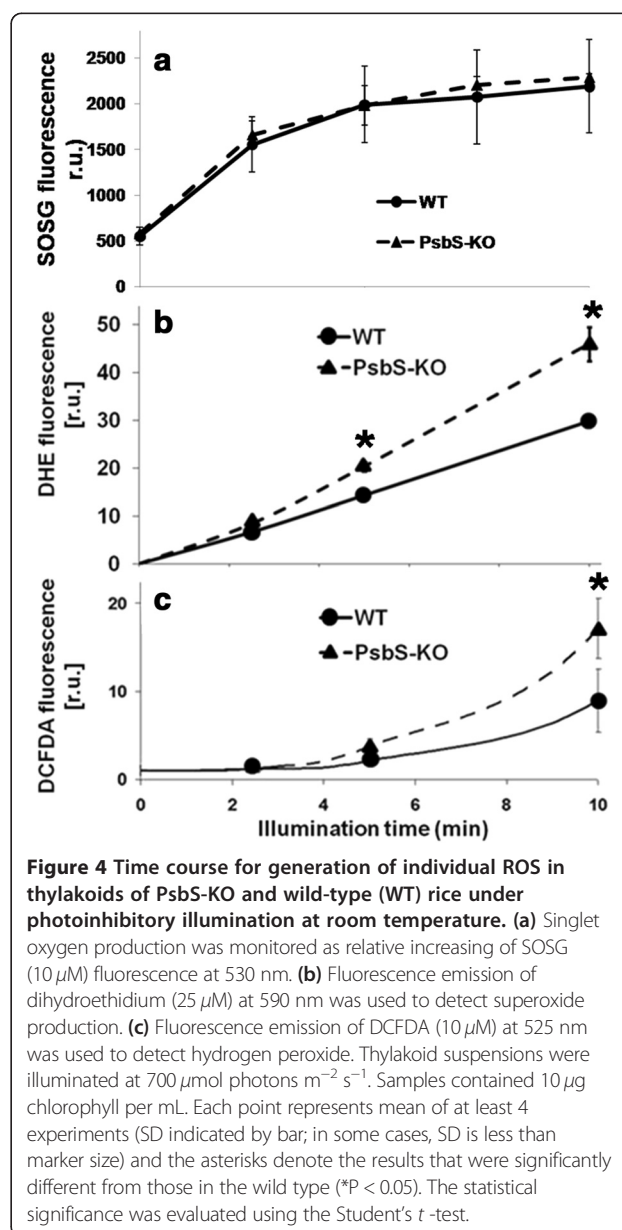 a
2500
2000
1500
1000
500
0
SOSG fluorescence
r.u.
WT
PsbS-KO
b
50
40
30
20
10
0
DHE fluorescence
[r.u.]
WT
PsbS-KO
*
*
c
20
10
0
DCFDA fluorescence
[r.u.]
WT
PsbS-KO
*
0 2 4 6 8 10
Illumination time (min)
Figure 4 Time course for generation of individual ROS in
thylakoids of PsbS-KO and wild-type (WT) rice under
photoinhibitory illumination at room temperature. (a) Singlet
oxygen production was monitored as relative increasing of SOSG
(10 μM) fluorescence at 530 nm. (b) Fluorescence emission of
dihydroethidium (25 μM) at 590 nm was used to detect superoxide
production. (c) Fluorescence emission of DCFDA (10 μM) at 525 nm
was used to detect hydrogen peroxide. Thylakoid suspensions were
illuminated at 700 μmol photons m⁻² s⁻¹. Samples contained 10 μg
chlorophyll per mL. Each point represents mean of at least 4
experiments (SD indicated by bar; in some cases, SD is less than
marker size) and the asterisks denote the results that were significantly
different from those in the wild type (*P < 0.05). The statistical
significance was evaluated using the Student's t -test.